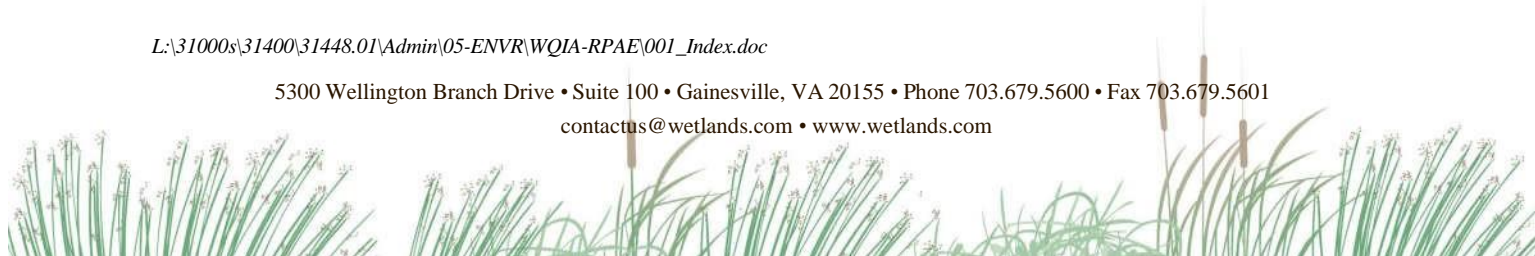 L:\31000s\31400\31448.01\Admin\05-ENVR\WQIA-RPAE\001_Index.doc
5300 Wellington Branch Drive • Suite 100 • Gainesville, VA 20155 • Phone 703.679.5600 • Fax 703.679.5601
contactus@wetlands.com • www.wetlands.com